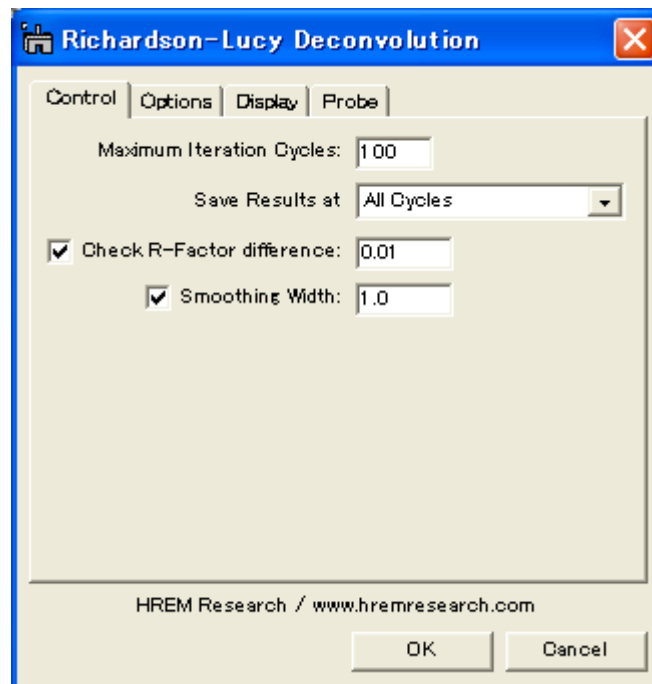 Richardson-Lucy Deconvolution
Control Options Display Probe
Maximum Iteration Cycles: 100
Save Results at All Cycles
Check R-Factor difference: 0.01
Smoothing Width: 1.0
HREM Research / www.hremresearch.com
OK Cancel